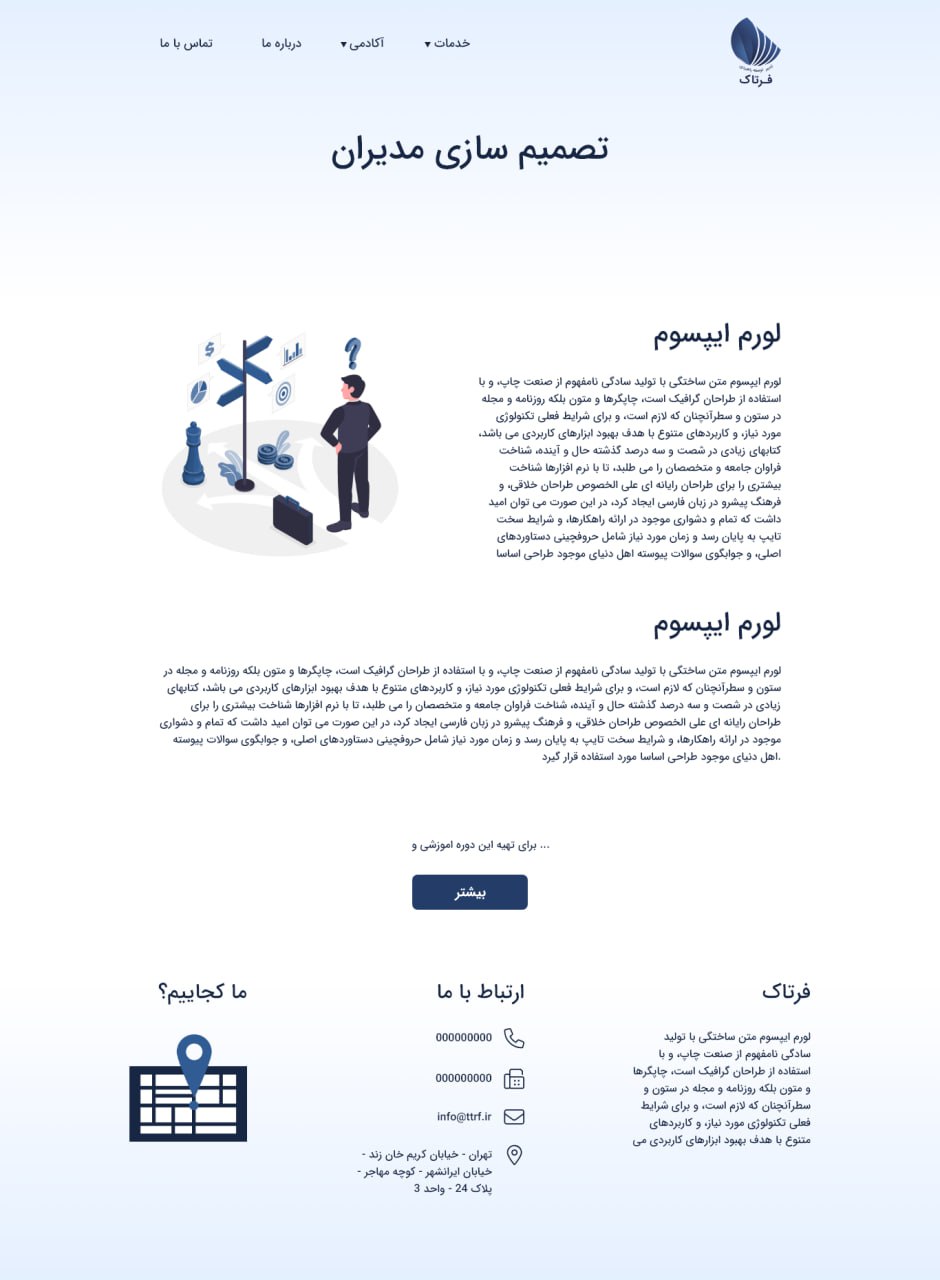 فرتاک
خدمات
آکادمی
درباره ما
تماس با ما
تصمیم سازی مدیران
لورم ایپسوم
لورم ایپسوم متن ساختگی با تولید سادگی نامفهوم از صنعت چاپ، و با
استفاده از طراحان گرافیک است، چاپگرها و متون بلکه روزنامه و مجله
در ستون و سطرآنچنان که لازم است، و برای شرایط فعلی تکنولوژی
مورد نیاز، و کاربردهای متنوع با هدف بهبود ابزارهای کاربردی می باشد،
کتابهای زیادی در شصت و سه درصد گذشته حال و آینده، شناخت
فراوان جامعه و متخصصان را می طلبد، تا با نرم افزارها شناخت
بیشتری را برای طراحان رایانه ای علی الخصوص طراحان خلاقی، و
فرهنگ پیشرو در زبان فارسی ایجاد کرد، در این صورت می توان امید
داشت که تمام و دشواری موجود در ارائه راهکارها، و شرایط سخت
تایپ به پایان رسد و زمان مورد نیاز شامل حروفچینی دستاوردهای
اصلی، و جوابگوی سوالات پیوسته اهل دنیای موجود طراحی اساسا
لورم ایپسوم
لورم ایپسوم متن ساختگی با تولید سادگی نامفهوم از صنعت چاپ، و با استفاده از طراحان گرافیک است، چاپگرها و متون بلکه روزنامه و مجله در
ستون و سطرآنچنان که لازم است، و برای شرایط فعلی تکنولوژی مورد نیاز، و کاربردهای متنوع با هدف بهبود ابزارهای کاربردی می باشد، کتابهای
زیادی در شصت و سه درصد گذشته حال و آینده، شناخت فراوان جامعه و متخصصان را می طلبد، تا با نرم افزارها شناخت بیشتری را برای
طراحان رایانه ای علی الخصوص طراحان خلاقی، و فرهنگ پیشرو در زبان فارسی ایجاد کرد، در این صورت می توان امید داشت که تمام و دشواری
موجود در ارائه راهکارها، و شرایط سخت تایپ به پایان رسد و زمان مورد نیاز شامل حروفچینی دستاوردهای اصلی، و جوابگوی سوالات پیوسته
.اهل دنیای موجود طراحی اساسا مورد استفاده قرار گیرد
... برای تهیه این دوره اموزشی و
بیشتر
فرتاک
لورم ایپسوم متن ساختگی با تولید
سادگی نامفهوم از صنعت چاپ، و با
استفاده از طراحان گرافیک است، چاپگرها
و متون بلکه روزنامه و مجله در ستون و
سطرآنچنان که لازم است، و برای شرایط
فعلی تکنولوژی مورد نیاز، و کاربردهای
متنوع با هدف بهبود ابزارهای کاربردی می
ارتباط با ما
000000000
000000000
info@ttrf.ir
تهران - خیابان کریم خان زند -
خیابان ایرانشهر - کوچه مهاجر -
پلاک 24 - واحد 3
ما کجاییم؟